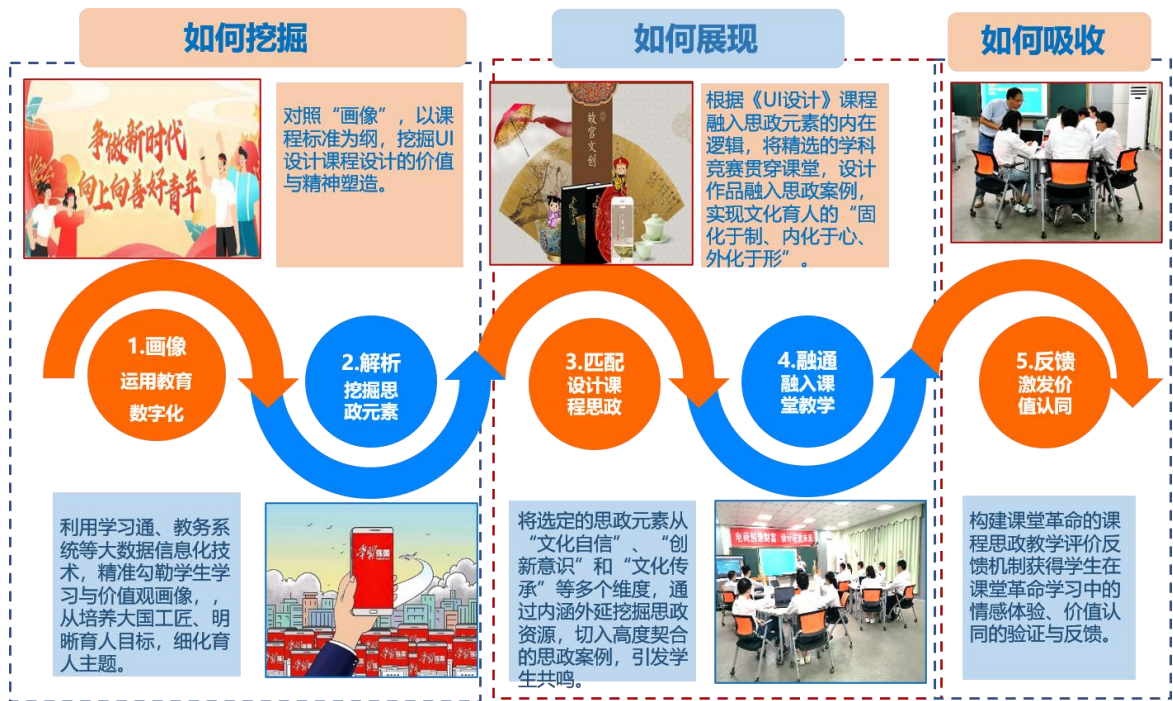 如何挖掘
如何展现
如何吸收
争做新时代
向上向善好青年
对照“画像”，以课
程标准为纲，挖掘UI
设计课程设计的价值
与精神塑造。
故宫文创
根据《UI设计》课程
融入思政元素的内在
逻辑，将精选的学科
竞赛贯穿课堂，设计
作品融入思政案例，
实现文化育人的“固
化于制、内化于心、
外化于形”。
1.画像
运用教育
数字化
2.解析
挖掘思
政元素
3.匹配
设计课
程思政
4.融通
融入课
堂教学
5.反馈
激发价
值认同
利用学习通、教务系
统等大数据信息化技
术，精准勾勒学生学
习与价值观画像，，
从培养大国工匠、明
晰育人目标，细化育
人主题。
学习强国
将选定的思政元素从
“文化自信”、“创
新意识”和“文化传
承”等多个维度，通
过内涵外延挖掘思政
资源，切入高度契合
的思政案例，引发学
生共鸣。
构建课堂革命的课
程思政教学评价反
馈机制获得学生在
课堂革命学习中的
情感体验、价值认
同的验证与反馈。